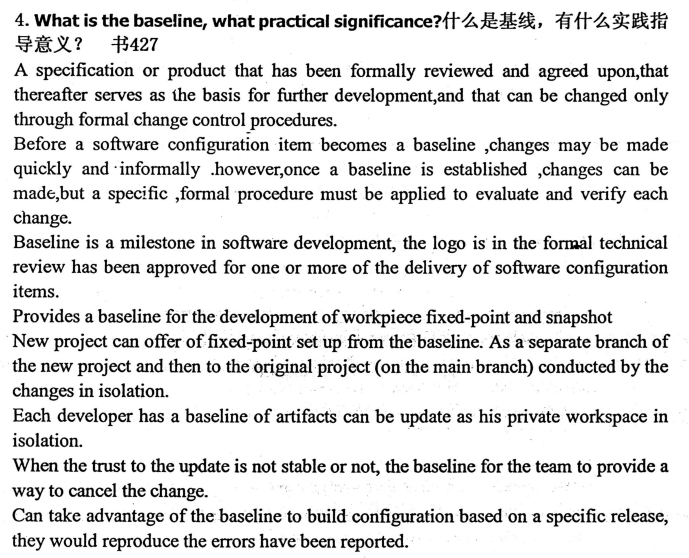 4. What is the baseline, what practical significance?什么是基线，有什么实践指
导意义？ 书427
A specification or product that has been formally reviewed and agreed upon,that
thereafter serves as the basis for further development,and that can be changed only
through formal change control procedures.
Before a software configuration item becomes a baseline ,changes may be made
quickly and informally .however,once a baseline is established ,changes can be
made,but a specific ,formal procedure must be applied to evaluate and verify each
change.
Baseline is a milestone in software development, the logo is in the formal technical
review has been approved for one or more of the delivery of software configuration
items.
Provides a baseline for the development of workpiece fixed-point and snapshot
New project can offer of fixed-point set up from the baseline. As a separate branch of
the new project and then to the original project (on the main branch) conducted by the
changes in isolation.
Each developer has a baseline of artifacts can be update as his private workspace in
isolation.
When the trust to the update is not stable or not, the baseline for the team to provide a
way to cancel the change.
Can take advantage of the baseline to build configuration based on a specific release,
they would reproduce the errors have been reported.